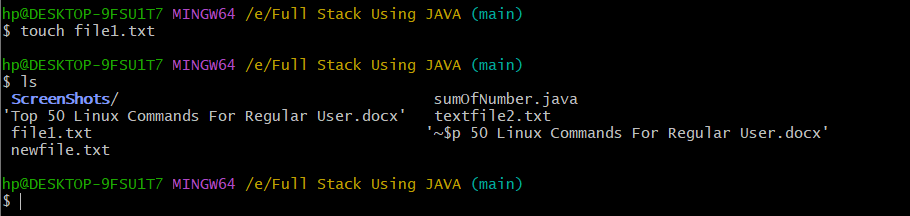 hp@DESKTOP-9FSU1T7 MINGW64 /e/Full Stack Using JAVA (main)
$ touch file1.txt
hp@DESKTOP-9FSU1T7 MINGW64 /e/Full Stack Using JAVA (main)
$ ls
ScreenShots/ sumOfNumber.java
'Top 50 Linux Commands For Regular User.docx' textfile2.txt
file1.txt '~$p 50 Linux Commands For Regular User.docx'
newfile.txt
hp@DESKTOP-9FSU1T7 MINGW64 /e/Full Stack Using JAVA (main)
$